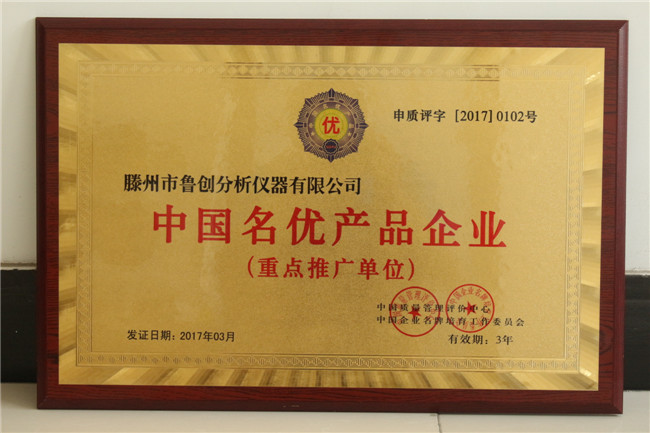 优
申质评字 [2017] 0102号
滕州市鲁创分析仪器有限公司
中国名优产品企业
(重点推广单位)
中国质量管理评价中心
中国企业名牌培育工作委员会
发证日期: 2017年03月
有效期: 3年